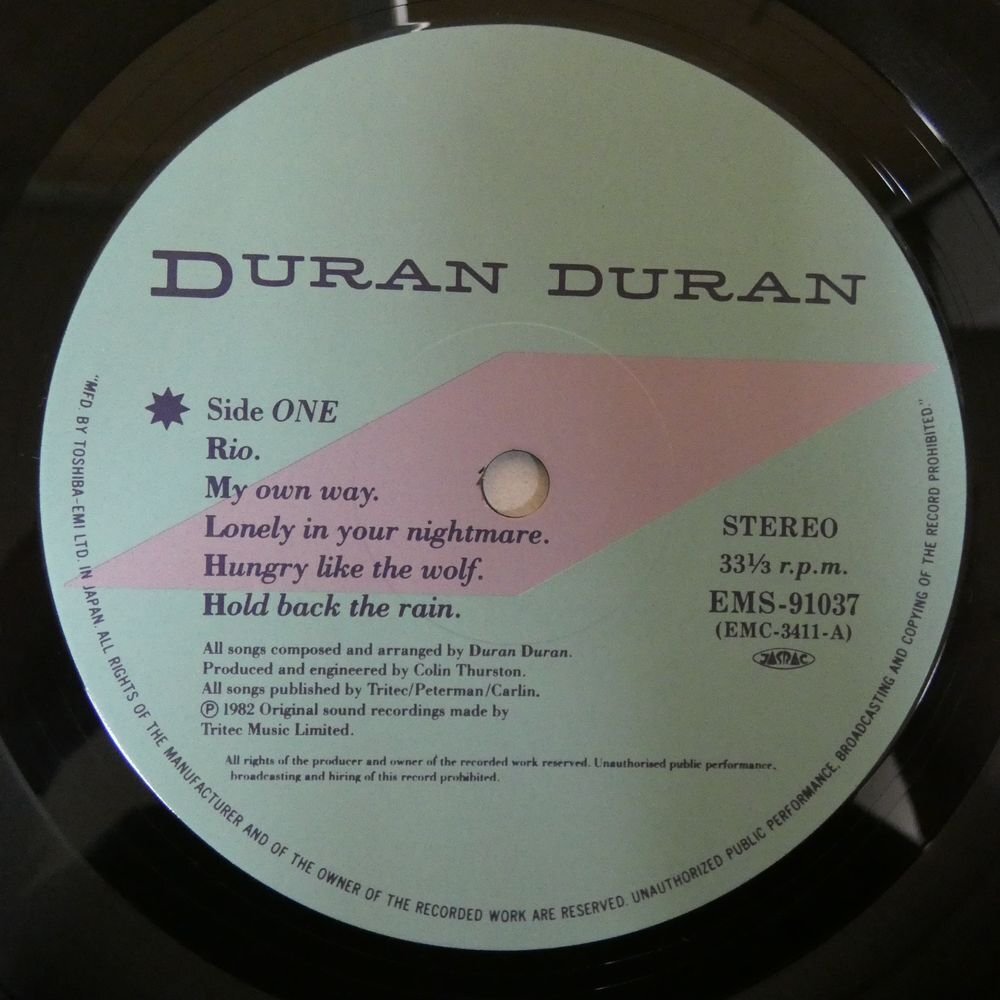 DURAN DURAN
Side ONE
Rio.
My own way.
Lonely in your nightmare.
Hungry like the wolf.
Hold back the rain.
STEREO
33⅓ r.p.m.
EMS-91037
(EMC-3411-A)
JASRAC
All songs composed and arranged by Duran Duran.
Produced and engineered by Colin Thurston.
All songs published by Tritec/Peterman/Carlin.
Ⓟ 1982 Original sound recordings made by
Tritec Music Limited.
All rights of the producer and owner of the recorded work reserved. Unauthorised public performance,
broadcasting and hiring of this record prohibited.
"MFD. BY TOSHIBA-EMI LTD. IN JAPAN ALL RIGHTS OF THE MANUFACTURER AND OF THE OWNER OF THE RECORDED WORK ARE RESERVED. UNAUTHORIZED PUBLIC PERFORMANCE, BROADCASTING AND COPYING OF THE RECORD PROHIBITED."